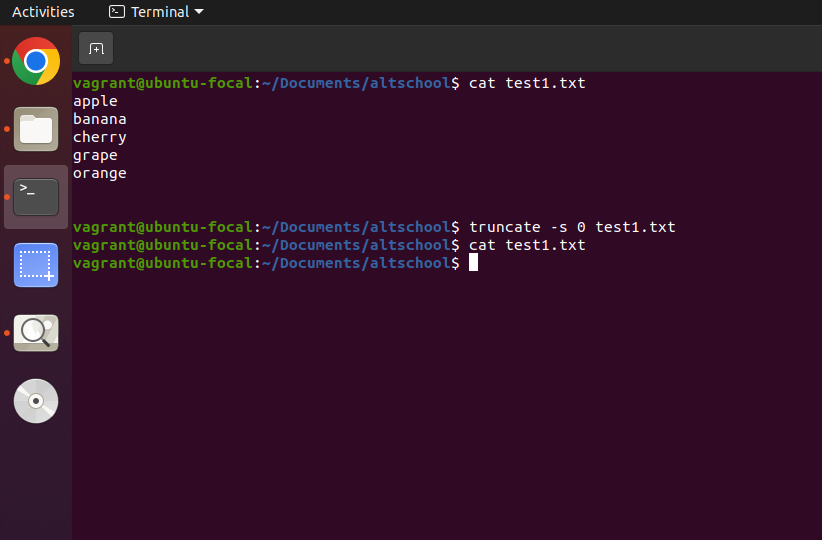 Activities Terminal
vagrant@ubuntu-focal:~/Documents/altschool$ cat test1.txt
apple
banana
cherry
grape
orange
vagrant@ubuntu-focal:~/Documents/altschool$ truncate -s 0 test1.txt
vagrant@ubuntu-focal:~/Documents/altschool$ cat test1.txt
vagrant@ubuntu-focal:~/Documents/altschool$